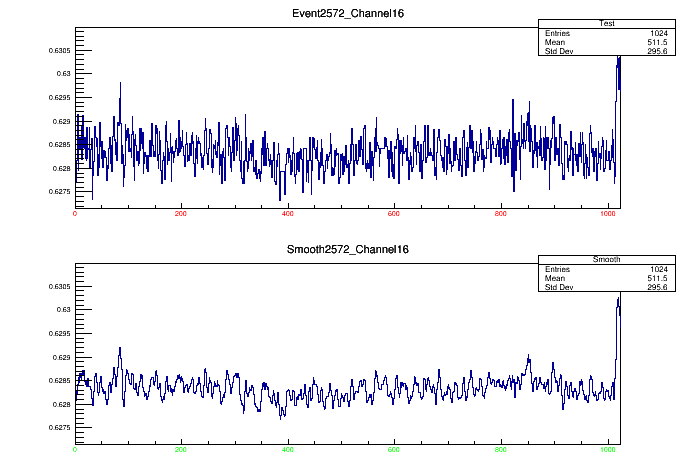 Event2572_Channel16
Test
Entries 1024
Mean 511.5
Std Dev 295.6
0.6305
0.63
0.6295
0.629
0.6285
0.628
0.6275
0 200 400 600 800 1000
Smooth2572_Channel16
Smooth
Entries 1024
Mean 511.5
Std Dev 295.6
0.6305
0.63
0.6295
0.629
0.6285
0.628
0.6275
0 200 400 600 800 1000